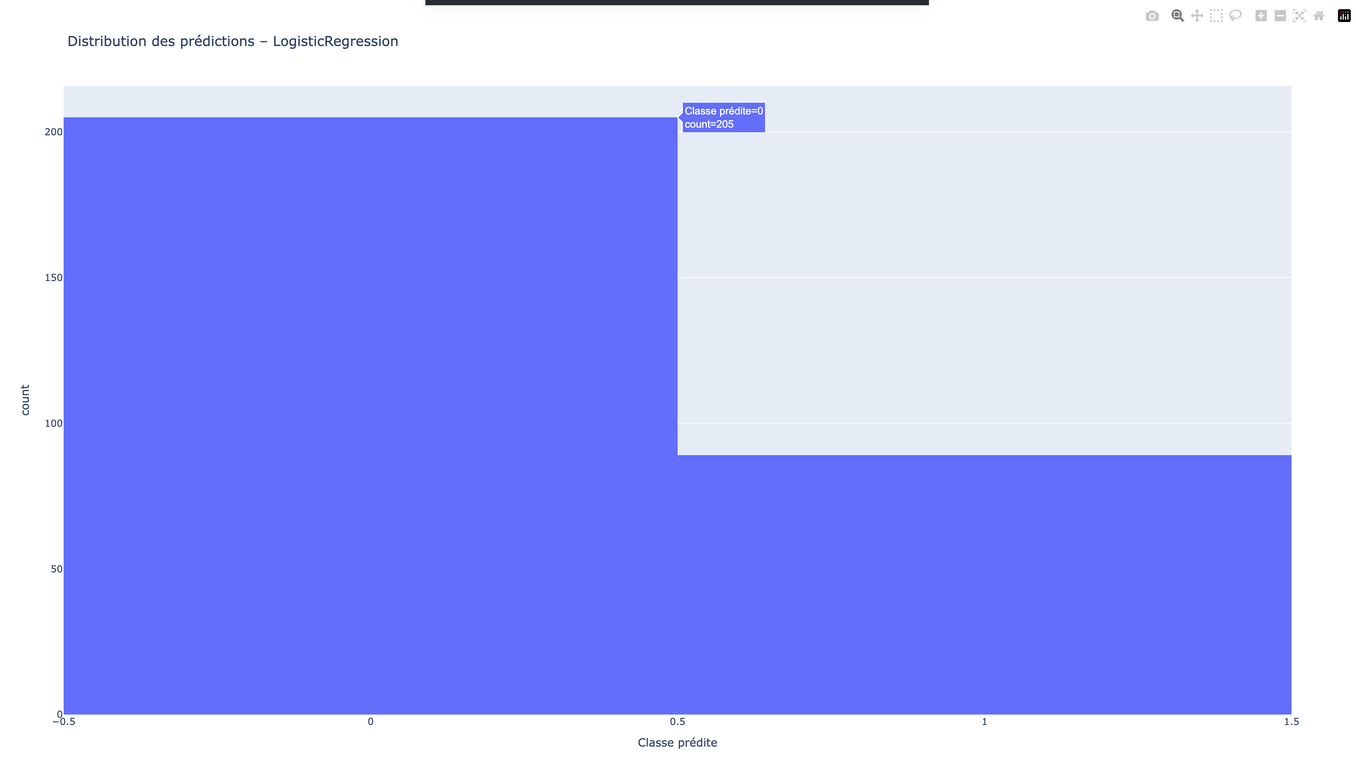 Distribution des prédictions – LogisticRegression
Classe prédite=0
count=205
200
150
100
50
0
count
−0.5
0
0.5
1
1.5
Classe prédite